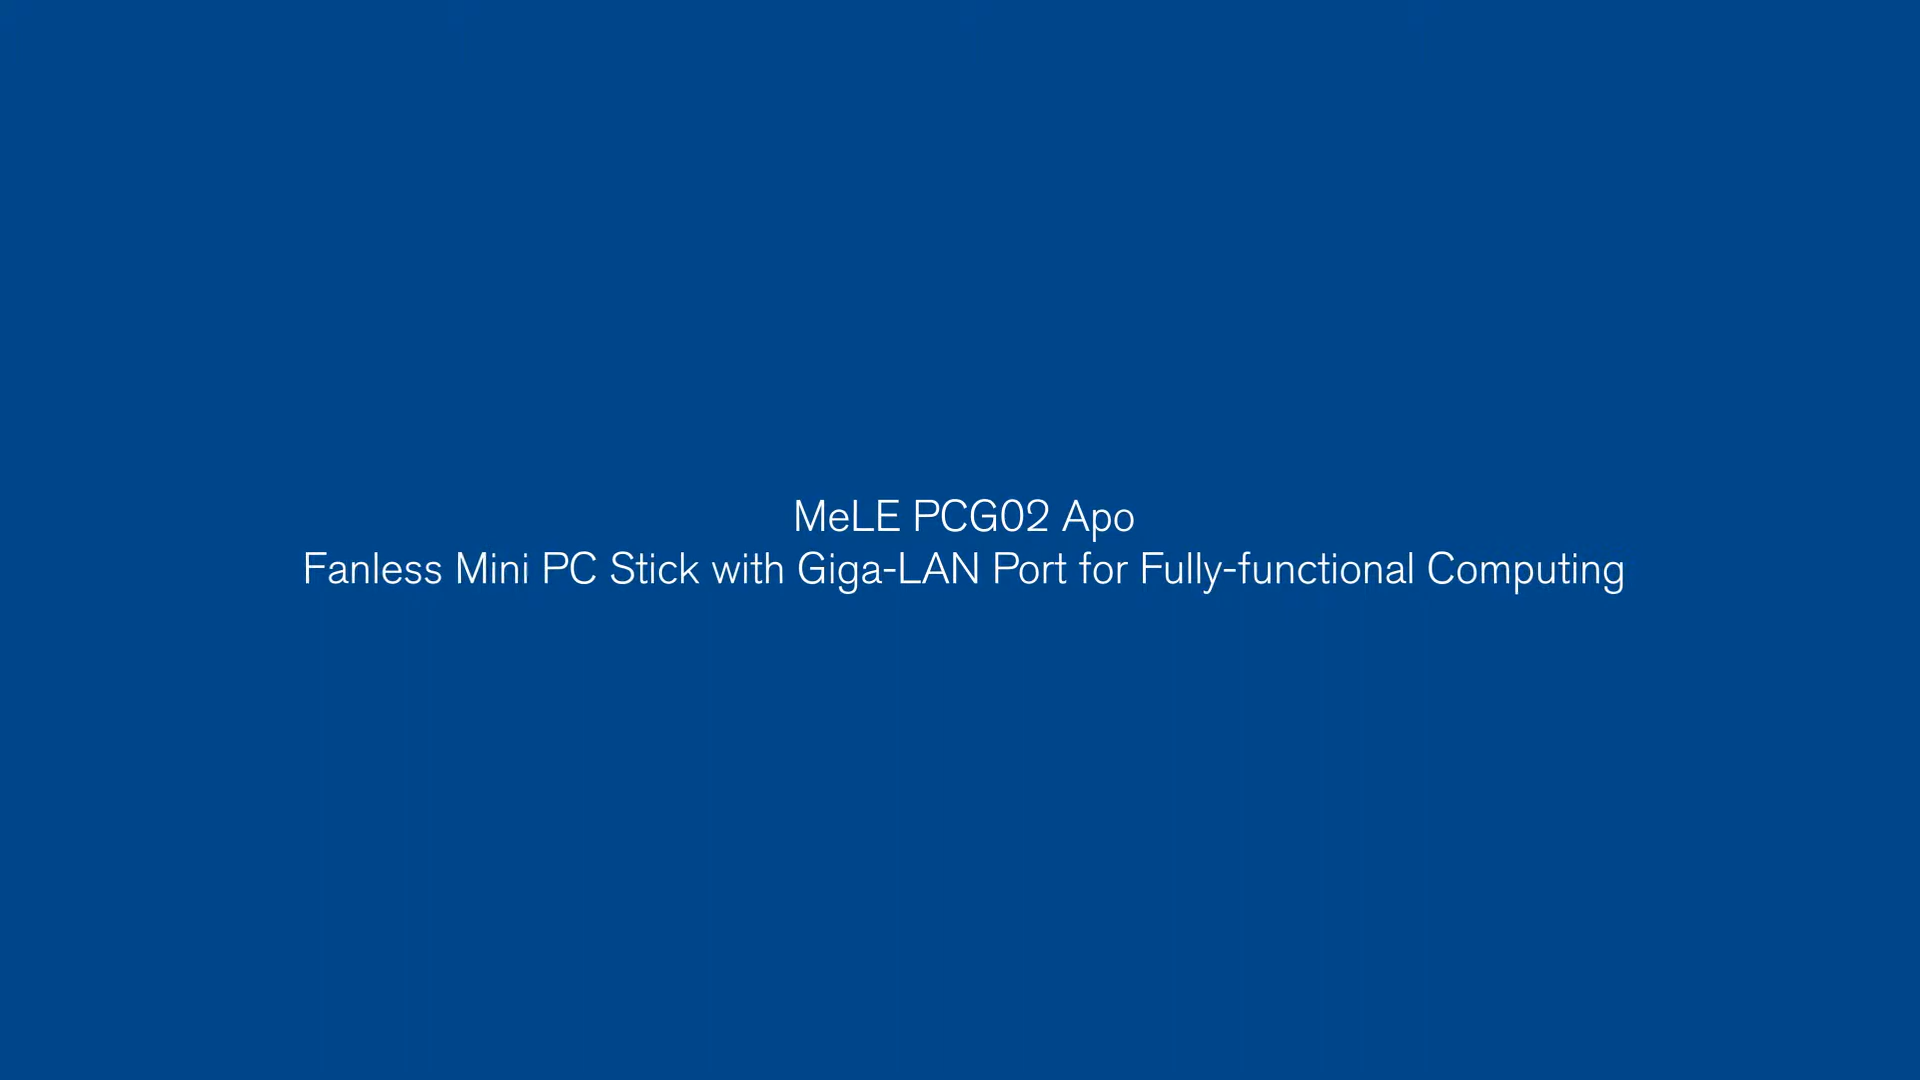 MeLE PCG02 Apo
Fanless Mini PC Stick with Giga-LAN Port for Fully-functional Computing